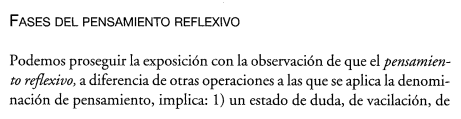 FASES DEL PENSAMIENTO REFLEXIVO
Podemos proseguir la exposición con la observación de que el pensamien-
to reflexivo, a diferencia de otras operaciones a las que se aplica la denomi-
nación de pensamiento, implica: 1) un estado de duda, de vacilación, de